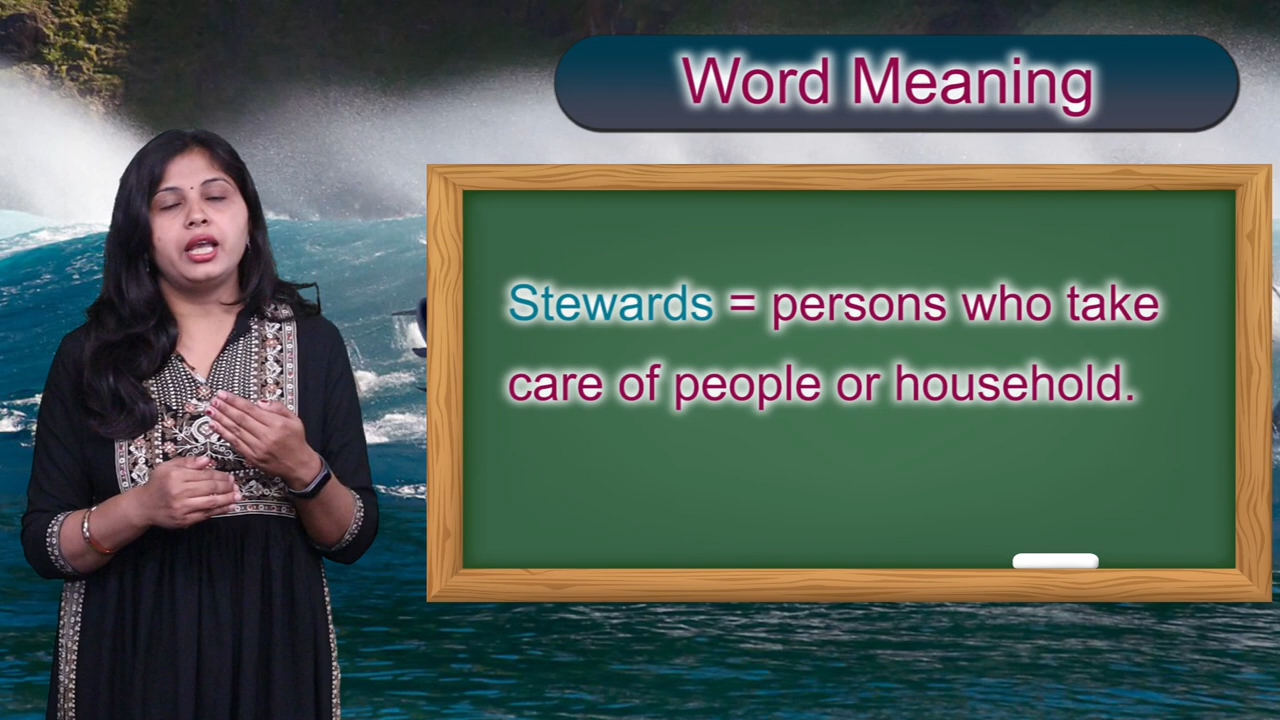 Word Meaning
Stewards = persons who take
care of people or household.